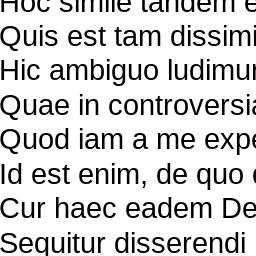 Hoc simile tandem e
Quis est tam dissimi
Hic ambiguo ludimur
Quae in controversia
Quod iam a me expe
Id est enim, de quo
Cur haec eadem De
Sequitur disserendi